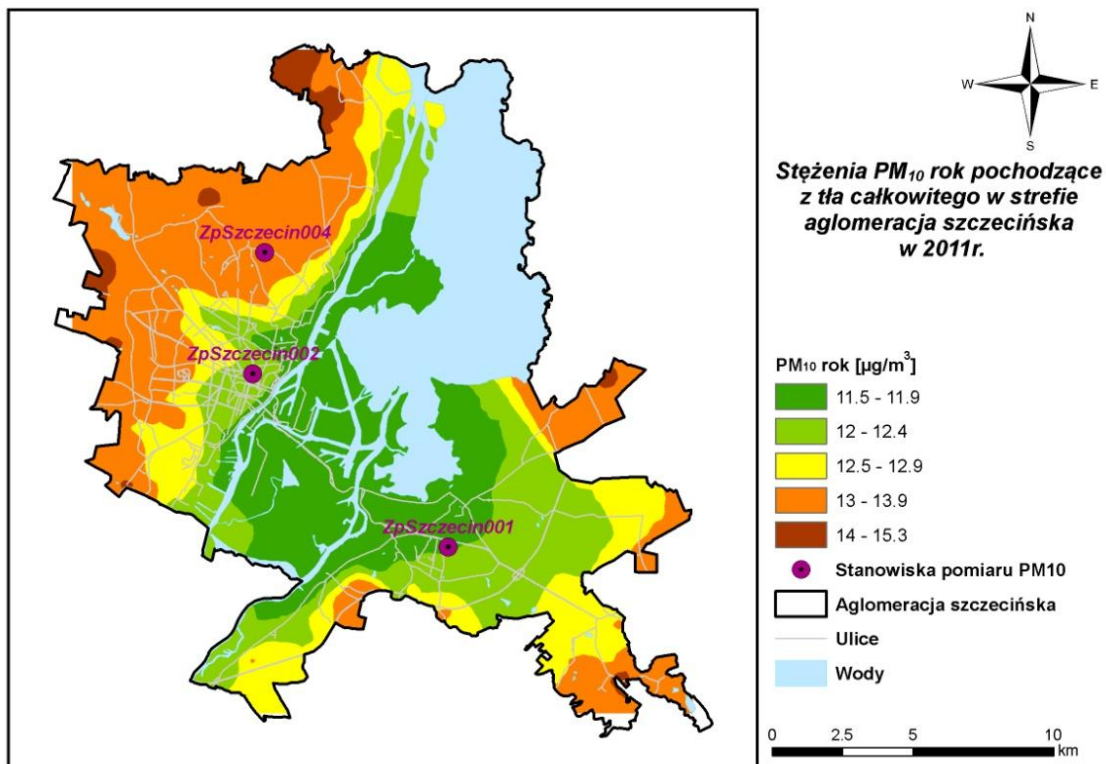 N
W E
S
Stężenia PM₁₀ rok pochodzące
z tła całkowitego w strefie
aglomeracja szczecińska
w 2011r.
ZpSzczecin004
ZpSzczecin002
ZpSzczecin001
PM₁₀ rok [µg/m³]
11.5 - 11.9
12 - 12.4
12.5 - 12.9
13 - 13.9
14 - 15.3
Stanowiska pomiaru PM10
Aglomeracja szczecińska
Ulice
Wody
0 2.5 5 10
km